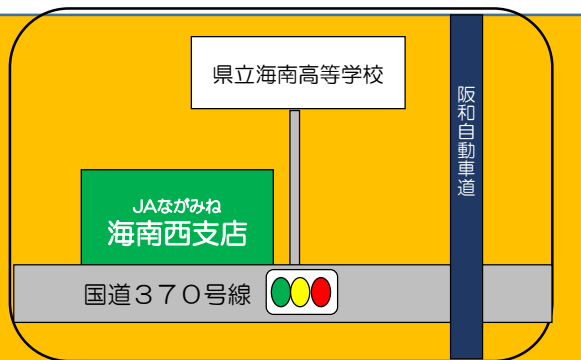 県立海南高等学校
阪和自動車道
JAながみね
海南西支店
国道３７０号線